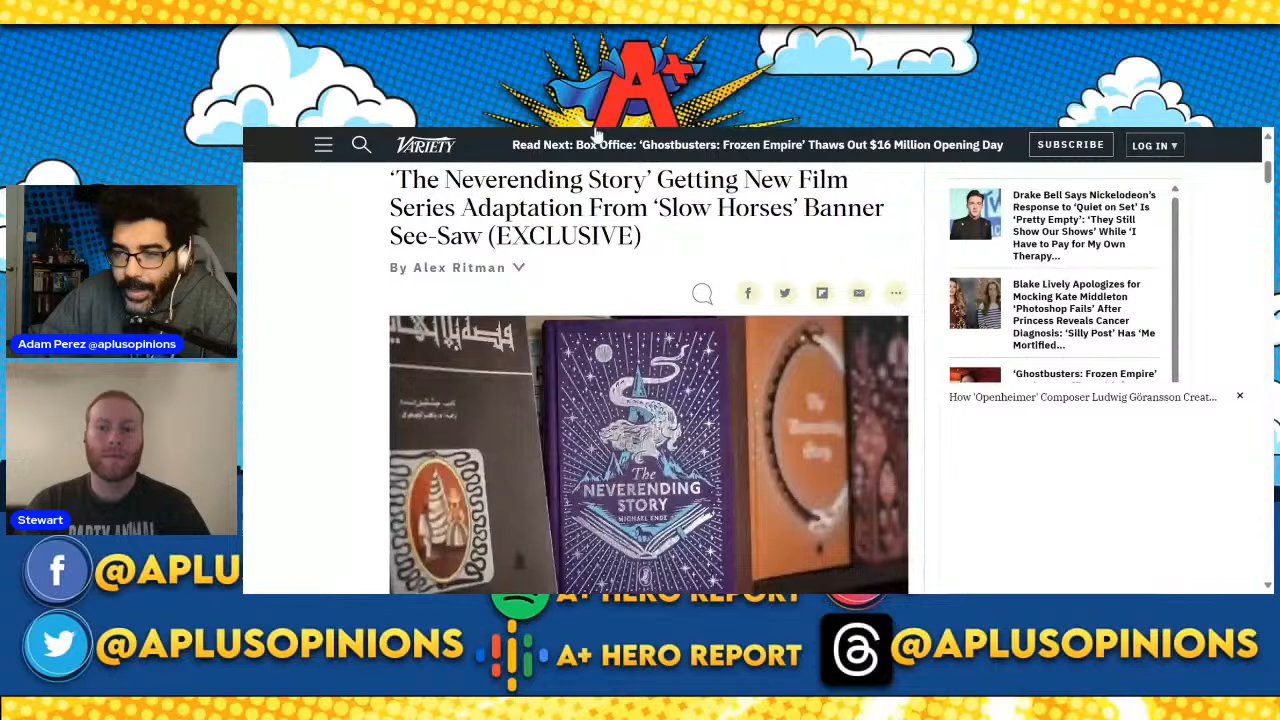 A+
VARIETY
Read Next: Box Office: ‘Ghostbusters: Frozen Empire’ Thaws Out $16 Million Opening Day
SUBSCRIBE
LOG IN ▾
‘The Neverending Story’ Getting New Film
Series Adaptation From ‘Slow Horses’ Banner
See-Saw (EXCLUSIVE)
By Alex Ritman
The
NEVERENDING
STORY
MICHAEL ENDE
Drake Bell Says Nickelodeon’s
Response to ‘Quiet on Set’ Is
‘Pretty Empty’: ‘They Still
Show Our Shows’ While ‘I
Have to Pay for My Own
Therapy...
Blake Lively Apologizes for
Mocking Kate Middleton
‘Photoshop Fails’ After
Princess Reveals Cancer
Diagnosis: ‘Silly Post’ Has ‘Me
Mortified...
‘Ghostbusters: Frozen Empire’
How 'Openheimer' Composer Ludwig Göransson Creat...
Adam Perez @aplusopinions
Stewart
PARTY ANIMAL
@APLU
A+ HERO REPORT
@APLUSOPINIONS
A+ HERO REPORT
@APLUSOPINIONS